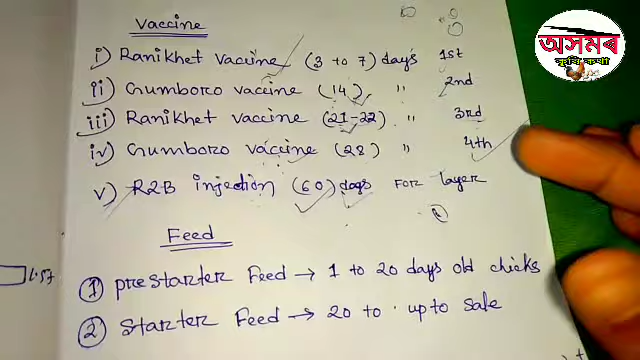 Vaccine
i) Ranikhet vaccine (3 to 7) days 1st
ii) Gumboro vaccine (14) " 2nd
iii) Ranikhet vaccine (21-22) " 3rd
iv) Gumboro vaccine (28) " 4th
v) R2B injection (60) days For layer
Feed
① prestarter Feed → 1 to 20 days old chicks
② starter Feed → 20 to . up to sale
অসমৰ
কৃষি কথা